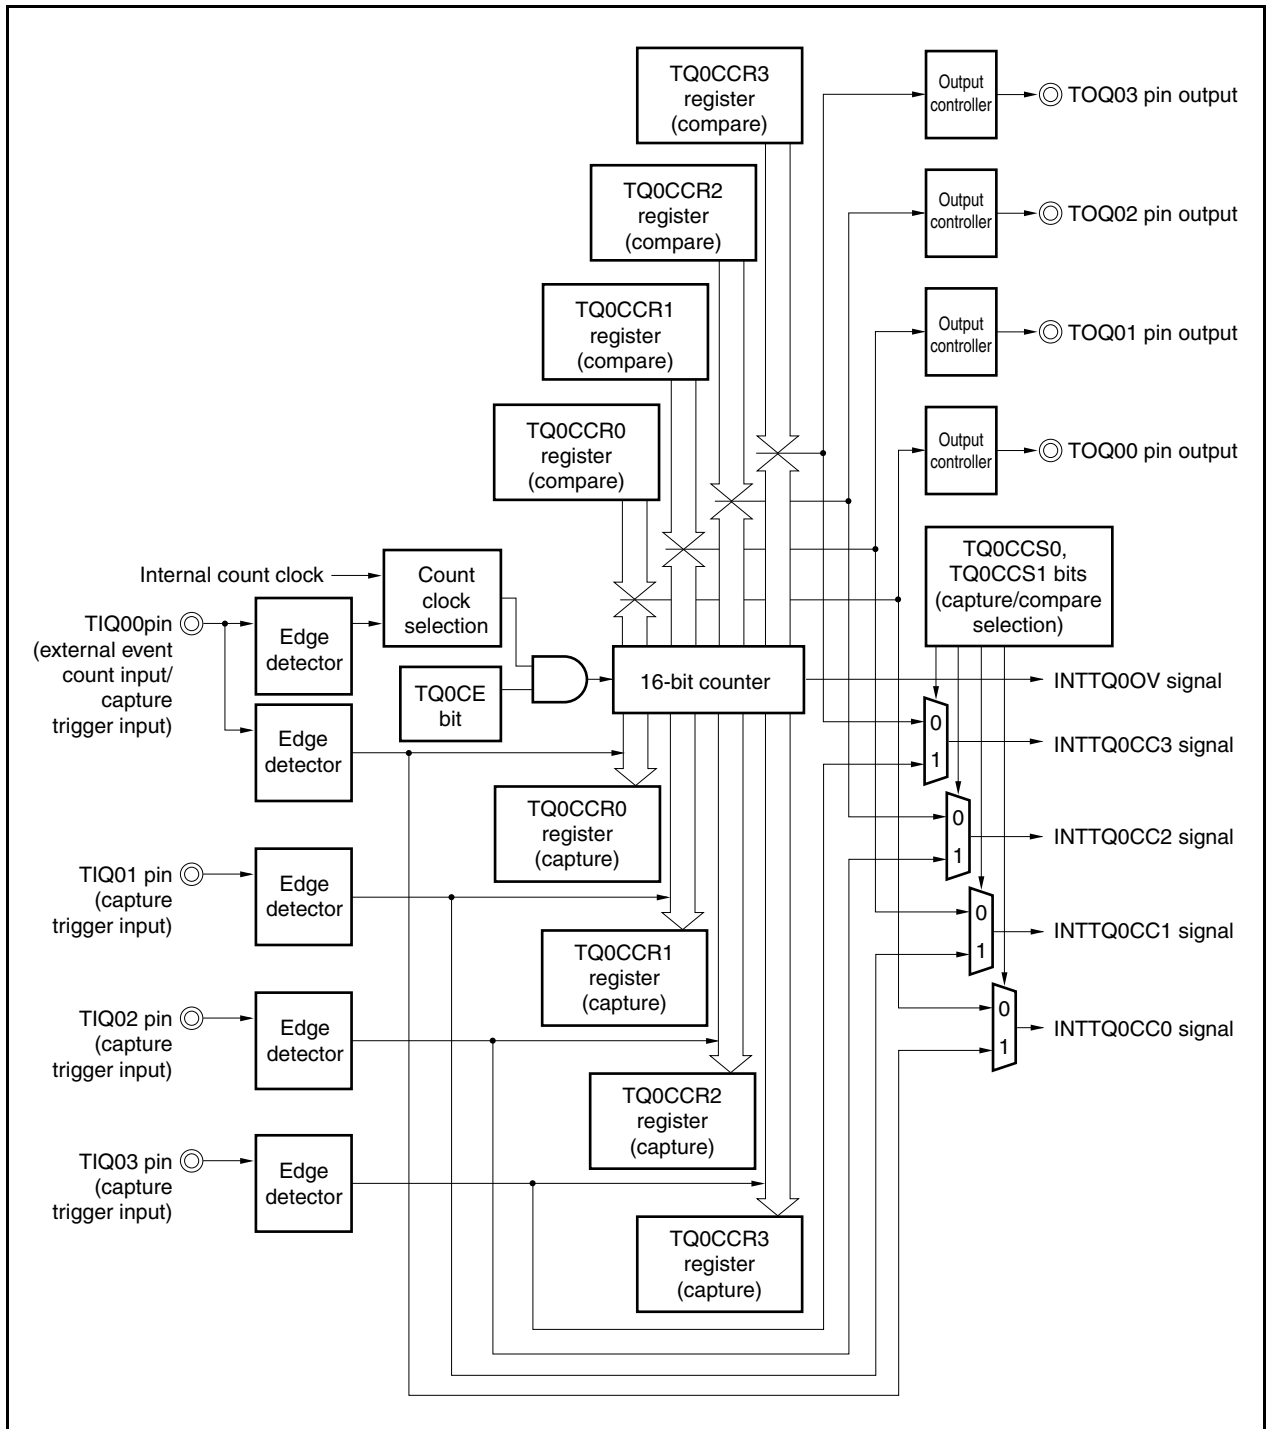 TQ0CCR3
register
(compare)
Output
controller
TOQ03 pin output
TQ0CCR2
register
(compare)
Output
controller
TOQ02 pin output
TQ0CCR1
register
(compare)
Output
controller
TOQ01 pin output
TQ0CCR0
register
(compare)
Output
controller
TOQ00 pin output
Internal count clock
Count
clock
selection
TQ0CCS0,
TQ0CCS1 bits
(capture/compare
selection)
TIQ00pin
(external event
count input/
capture
trigger input)
Edge
detector
TQ0CE
bit
16-bit counter
INTTQ0OV signal
Edge
detector
0
1
INTTQ0CC3 signal
TQ0CCR0
register
(capture)
0
1
INTTQ0CC2 signal
TIQ01 pin
(capture
trigger input)
Edge
detector
0
1
INTTQ0CC1 signal
TQ0CCR1
register
(capture)
TIQ02 pin
(capture
trigger input)
Edge
detector
0
1
INTTQ0CC0 signal
TQ0CCR2
register
(capture)
TIQ03 pin
(capture
trigger input)
Edge
detector
TQ0CCR3
register
(capture)